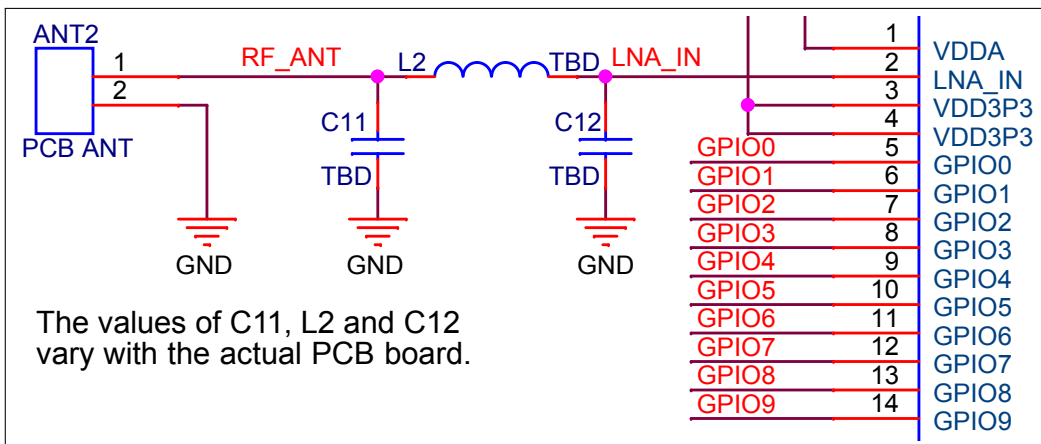 ANT2
1
2
PCB ANT
RF_ANT
L2
TBD
LNA_IN
C11
TBD
C12
TBD
GND
GND
GND
The values of C11, L2 and C12
vary with the actual PCB board.
1
VDDA
2
LNA_IN
3
VDD3P3
4
VDD3P3
GPIO0
5
GPIO0
GPIO1
6
GPIO1
GPIO2
7
GPIO2
GPIO3
8
GPIO3
GPIO4
9
GPIO4
GPIO5
10
GPIO5
GPIO6
11
GPIO6
GPIO7
12
GPIO7
GPIO8
13
GPIO8
GPIO9
14
GPIO9